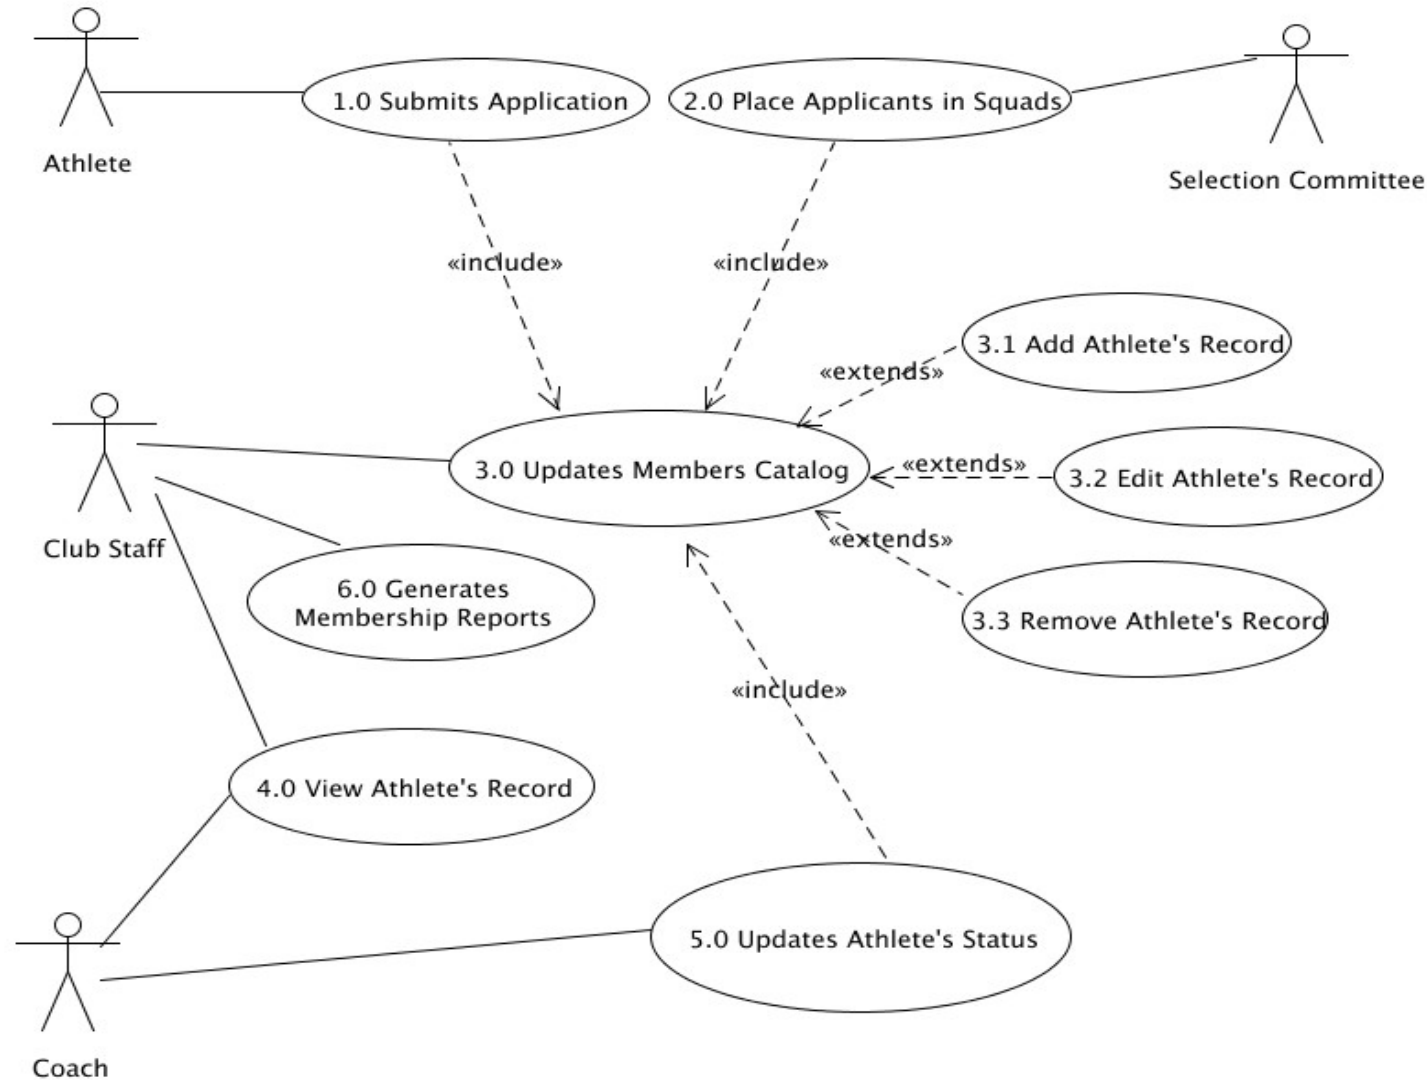 1.0 Submits Application
2.0 Place Applicants in Squads
Athlete
Selection Committee
«include»
«include»
3.1 Add Athlete's Record
«extends»
3.0 Updates Members Catalog
«extends»
3.2 Edit Athlete's Record
Club Staff
«extends»
6.0 Generates
Membership Reports
3.3 Remove Athlete's Record
«include»
4.0 View Athlete's Record
5.0 Updates Athlete's Status
Coach